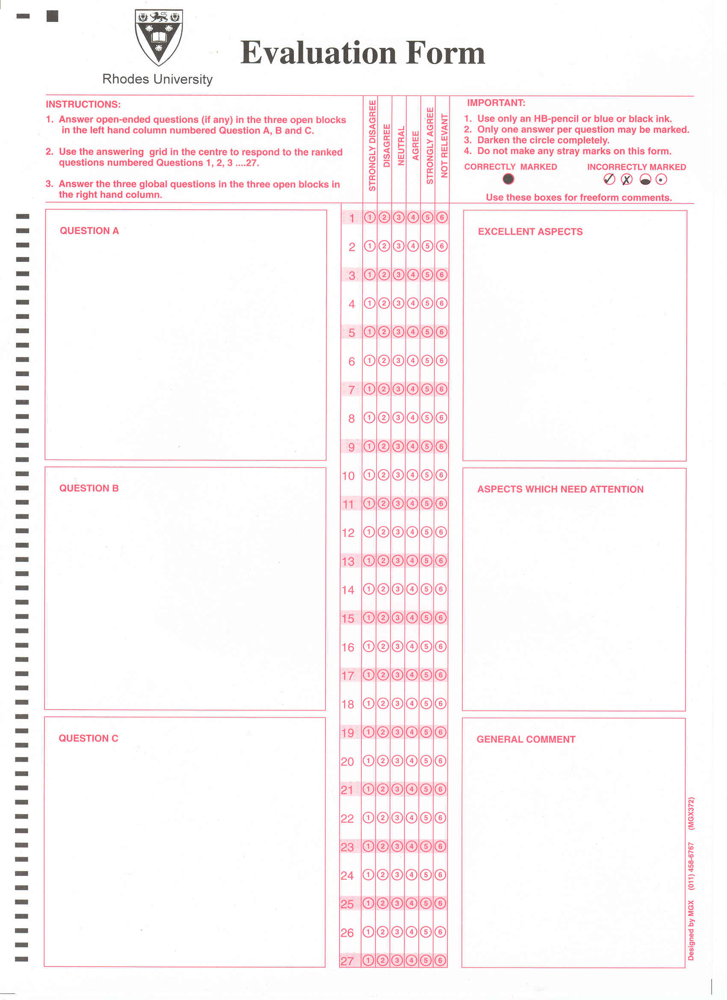 Evaluation Form
Rhodes University
INSTRUCTIONS:
1. Answer open-ended questions (if any) in the three open blocks
in the left hand column numbered Question A, B and C.
2. Use the answering grid in the centre to respond to the ranked
questions numbered Questions 1, 2, 3 ....27.
3. Answer the three global questions in the three open blocks in
the right hand column.
STRONGLY DISAGREE
DISAGREE
NEUTRAL
AGREE
STRONGLY AGREE
NOT RELEVANT
IMPORTANT:
1. Use only an HB-pencil or blue or black ink.
2. Only one answer per question may be marked.
3. Darken the circle completely.
4. Do not make any stray marks on this form.
CORRECTLY MARKED INCORRECTLY MARKED
Use these boxes for freeform comments.
QUESTION A
QUESTION B
QUESTION C
1 1 2 3 4 5 6
2 1 2 3 4 5 6
3 1 2 3 4 5 6
4 1 2 3 4 5 6
5 1 2 3 4 5 6
6 1 2 3 4 5 6
7 1 2 3 4 5 6
8 1 2 3 4 5 6
9 1 2 3 4 5 6
10 1 2 3 4 5 6
11 1 2 3 4 5 6
12 1 2 3 4 5 6
13 1 2 3 4 5 6
14 1 2 3 4 5 6
15 1 2 3 4 5 6
16 1 2 3 4 5 6
17 1 2 3 4 5 6
18 1 2 3 4 5 6
19 1 2 3 4 5 6
20 1 2 3 4 5 6
21 1 2 3 4 5 6
22 1 2 3 4 5 6
23 1 2 3 4 5 6
24 1 2 3 4 5 6
25 1 2 3 4 5 6
26 1 2 3 4 5 6
27 1 2 3 4 5 6
EXCELLENT ASPECTS
ASPECTS WHICH NEED ATTENTION
GENERAL COMMENT
Designed by MGX (011) 458-6767 (MGX372)